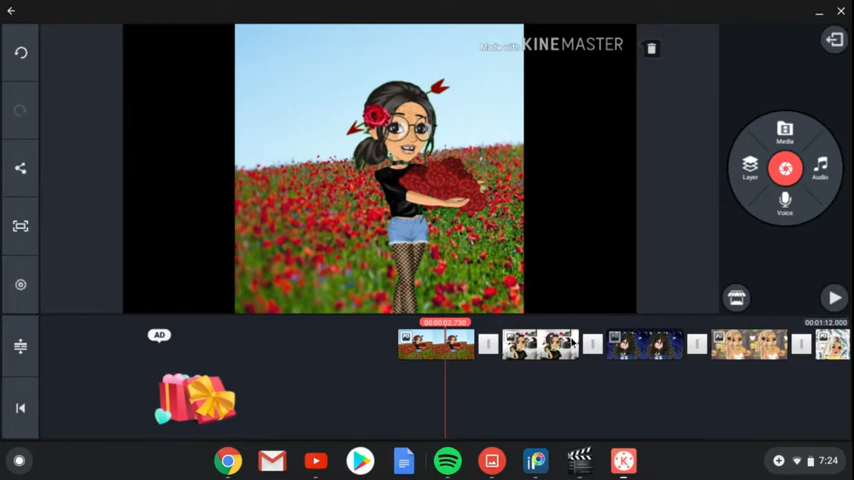 Made with KINEMASTER
Media
Layer
Audio
Voice
00:00:02.730
00:01:12.000
AD
7:24